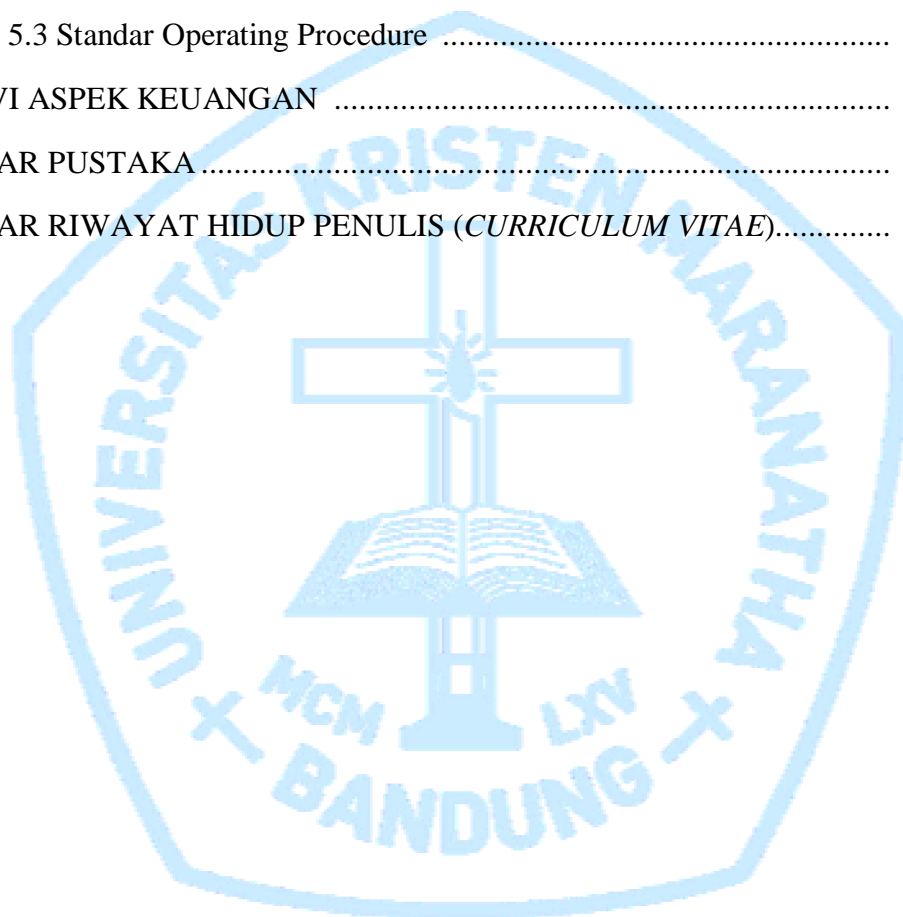 5.3 Standar Operating Procedure ......................................................
VI ASPEK KEUANGAN ....................................................................
AR PUSTAKA ....................................................................................
AR RIWAYAT HIDUP PENULIS (CURRICULUM VITAE)..............
UNIVERSITAS KRISTEN MARANATHA
MCM LXV
BANDUNG